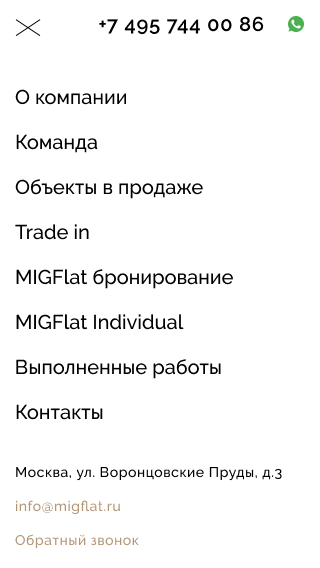 +7 495 744 00 86
О компании
Команда
Объекты в продаже
Trade in
MIGFlat бронирование
MIGFlat Individual
Выполненные работы
Контакты
Москва, ул. Воронцовские Пруды, д.3
info@migflat.ru
Обратный звонок